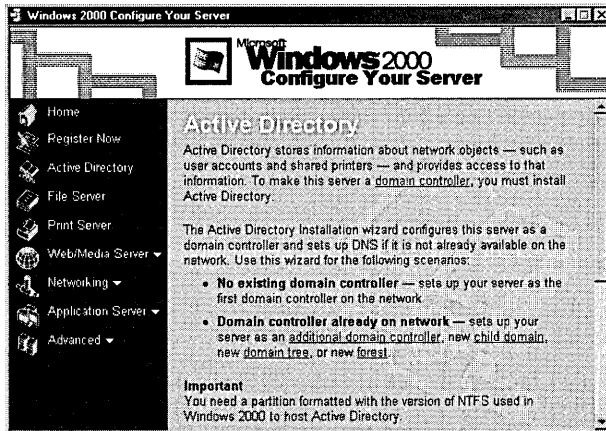 Windows 2000 Configure Your Server
Microsoft
Windows 2000
Configure Your Server
Home
Register Now
Active Directory
File Server
Print Server
Web/Media Server
Networking
Application Server
Advanced
Active Directory
Active Directory stores information about network objects — such as
user accounts and shared printers — and provides access to that
information. To make this server a domain controller, you must install
Active Directory.
The Active Directory Installation wizard configures this server as a
domain controller and sets up DNS if it is not already available on the
network. Use this wizard for the following scenarios:
• No existing domain controller — sets up your server as the
first domain controller on the network
• Domain controller already on network — sets up your
server as an additional domain controller, new child domain,
new domain tree, or new forest.
Important
You need a partition formatted with the version of NTFS used in
Windows 2000 to host Active Directory.